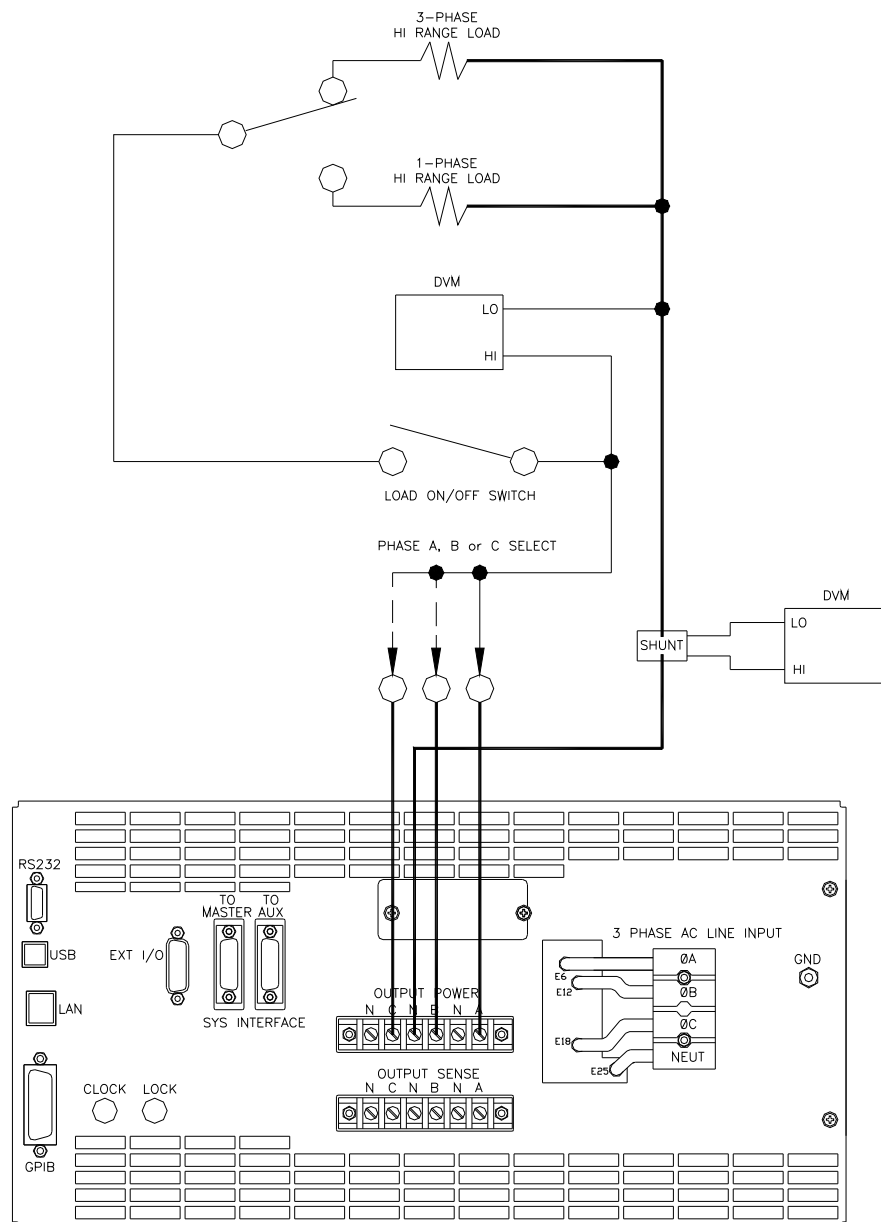 3-PHASE
HI RANGE LOAD
1-PHASE
HI RANGE LOAD
DVM
LO
HI
LOAD ON/OFF SWITCH
PHASE A, B or C SELECT
DVM
LO
HI
SHUNT
RS232
USB
LAN
GPIB
EXT I/O
TO
MASTER
TO
AUX
SYS INTERFACE
CLOCK
LOCK
OUTPUT POWER
N C N B N A
OUTPUT SENSE
N C N B N A
3 PHASE AC LINE INPUT
E6
E12
E18
E25
ØA
ØB
ØC
NEUT
GND